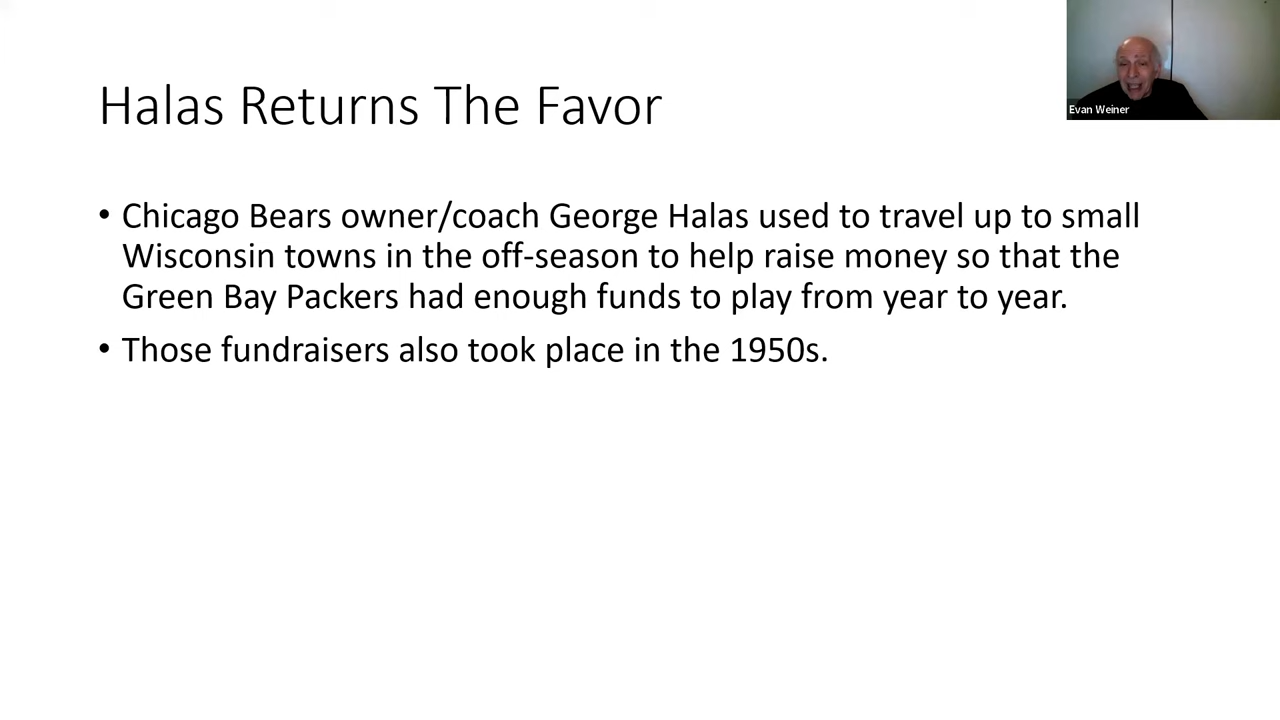 Halas Returns The Favor
Evan Weiner
• Chicago Bears owner/coach George Halas used to travel up to small
Wisconsin towns in the off-season to help raise money so that the
Green Bay Packers had enough funds to play from year to year.
• Those fundraisers also took place in the 1950s.